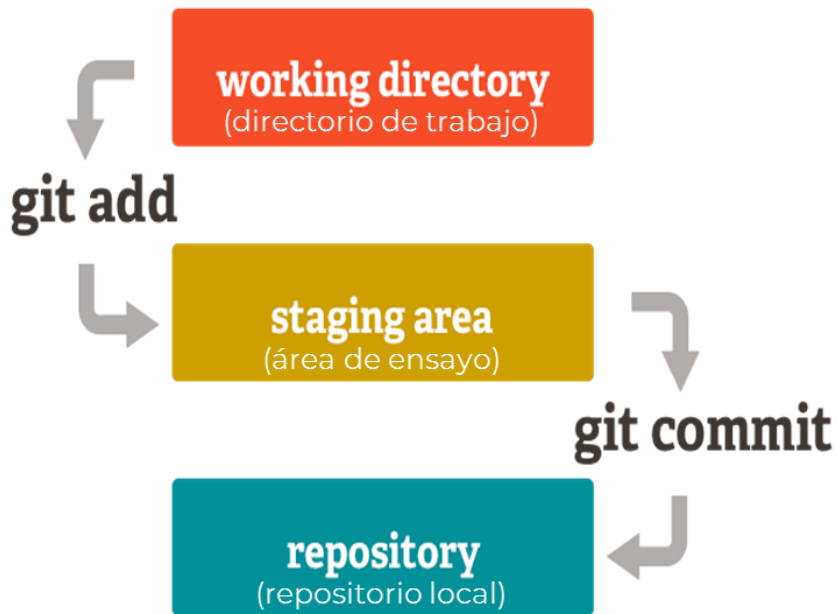 working directory
(directorio de trabajo)
git add
staging area
(área de ensayo)
git commit
repository
(repositorio local)